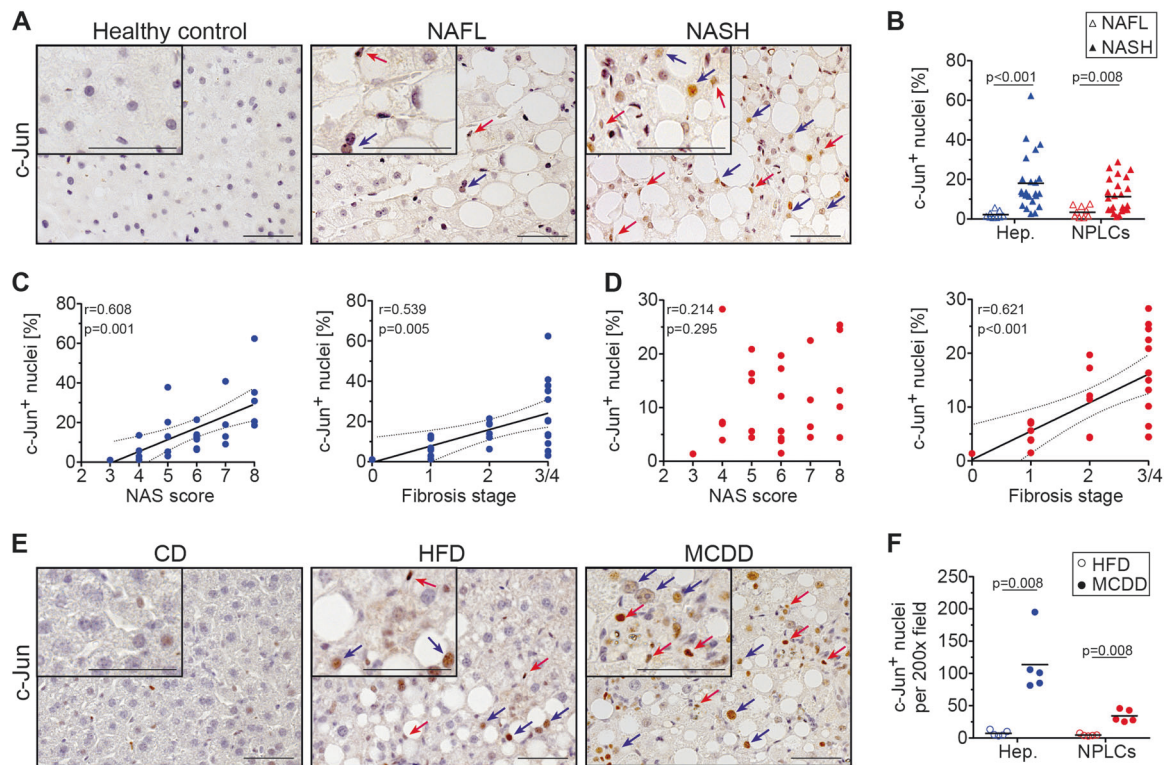 A
Healthy control
NAFL
NASH
c-Jun
B
NAFL
NASH
c-Jun+ nuclei [%]
80
60
40
20
0
p<0.001
p=0.008
Hep.
NPLCs
C
c-Jun+ nuclei [%]
80
60
40
20
0
r=0.608
p=0.001
2 3 4 5 6 7 8
NAS score
c-Jun+ nuclei [%]
80
60
40
20
0
r=0.539
p=0.005
0 1 2 3/4
Fibrosis stage
D
c-Jun+ nuclei [%]
30
20
10
0
r=0.214
p=0.295
2 3 4 5 6 7 8
NAS score
c-Jun+ nuclei [%]
30
20
10
0
r=0.621
p<0.001
0 1 2 3/4
Fibrosis stage
E
CD
HFD
MCDD
c-Jun
F
HFD
MCDD
c-Jun+ nuclei
per 200x field
250
200
150
100
50
0
p=0.008
p=0.008
Hep.
NPLCs